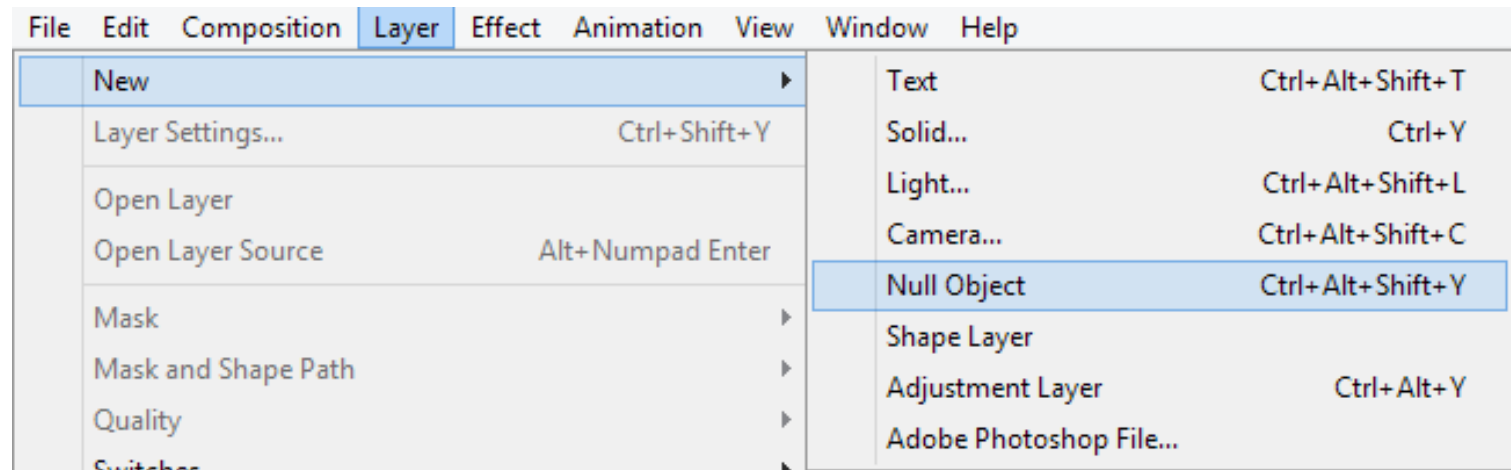 File Edit Composition Layer Effect Animation View Window Help
New
Layer Settings... Ctrl+Shift+Y
Open Layer
Open Layer Source Alt+Numpad Enter
Mask
Mask and Shape Path
Quality
Switches
Text Ctrl+Alt+Shift+T
Solid... Ctrl+Y
Light... Ctrl+Alt+Shift+L
Camera... Ctrl+Alt+Shift+C
Null Object Ctrl+Alt+Shift+Y
Shape Layer
Adjustment Layer Ctrl+Alt+Y
Adobe Photoshop File...